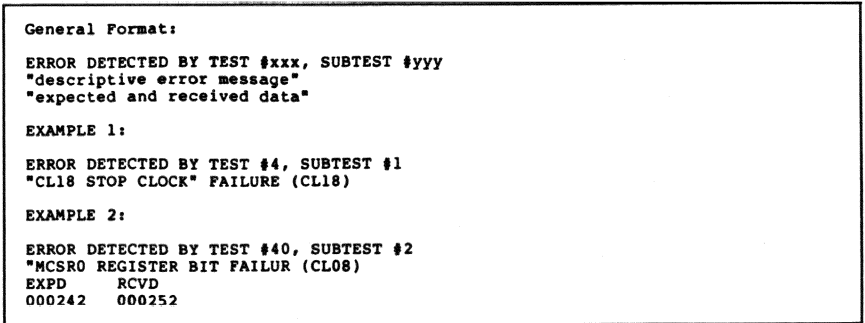 General Format:
ERROR DETECTED BY TEST #xxx, SUBTEST #yyy
"descriptive error message"
"expected and received data"
EXAMPLE 1:
ERROR DETECTED BY TEST #4, SUBTEST #1
"CL18 STOP CLOCK" FAILURE (CL18)
EXAMPLE 2:
ERROR DETECTED BY TEST #40, SUBTEST #2
"MCSR0 REGISTER BIT FAILUR (CL08)
EXPD RCVD
000242 000252